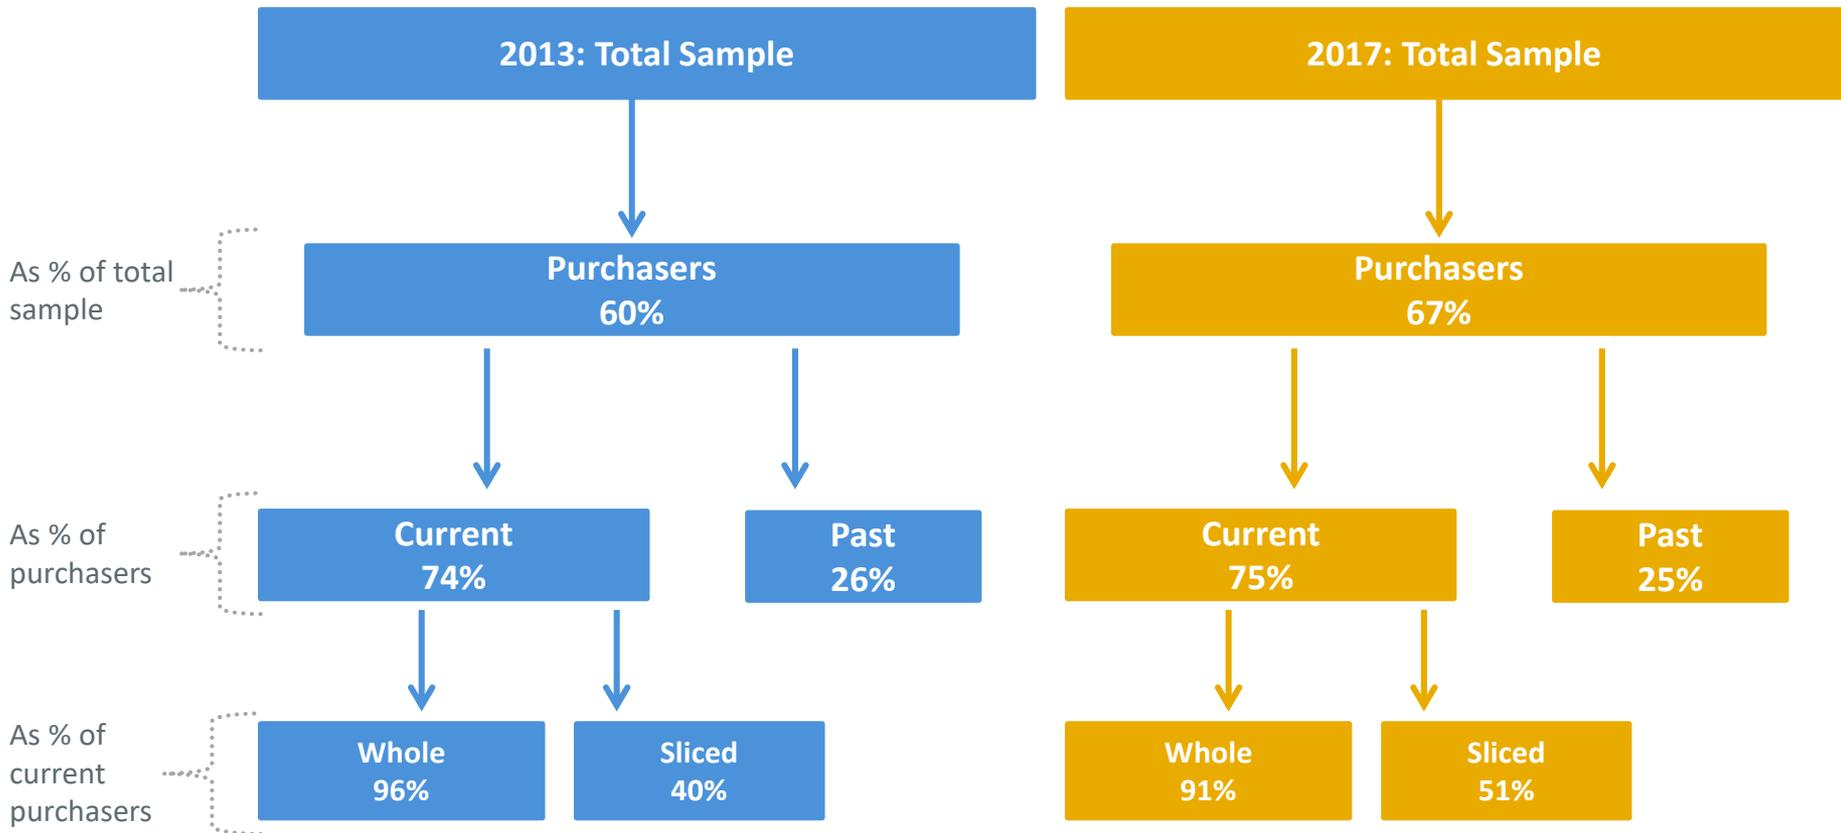 2013: Total Sample
2017: Total Sample
As % of total
sample
Purchasers
60%
Purchasers
67%
As % of
purchasers
Current
74%
Past
26%
Current
75%
Past
25%
As % of
current
purchasers
Whole
96%
Sliced
40%
Whole
91%
Sliced
51%